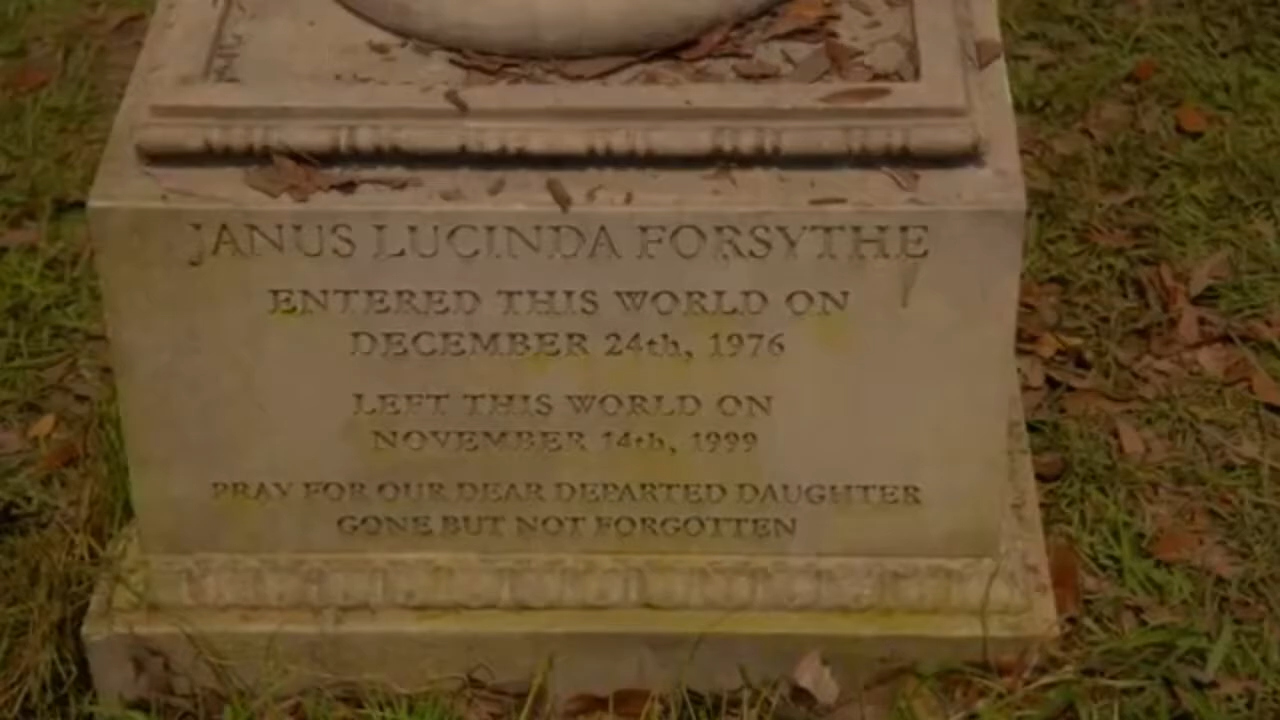 JANUS LUCINDA FORSYTHE
ENTERED THIS WORLD ON
DECEMBER 24th, 1976
LEFT THIS WORLD ON
NOVEMBER 14th, 1999
PRAY FOR OUR DEAR DEPARTED DAUGHTER
GONE BUT NOT FORGOTTEN